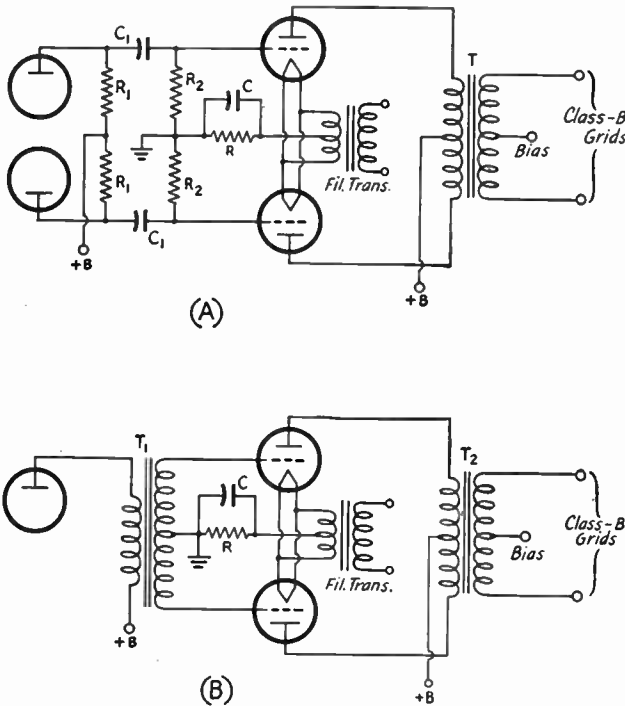 C₁
R₁
R₂
C
R
Fil. Trans.
T
Class-B
Grids
Bias
R₁
R₂
C₁
+B
+B
(A)
T₁
C
R
Fil. Trans.
T₂
Class-B
Grids
Bias
+B
+B
(B)